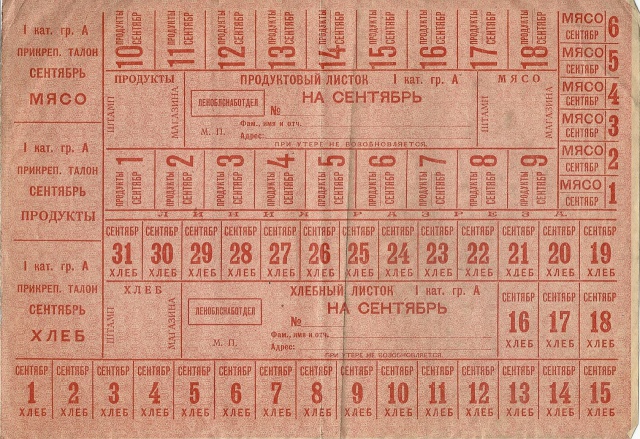 I кат. гр. А
ПРИКРЕП. ТАЛОН
СЕНТЯБРЬ
МЯСО
I кат. гр. А
ПРИКРЕП. ТАЛОН
СЕНТЯБРЬ
ПРОДУКТЫ
I кат. гр. А
ПРИКРЕП. ТАЛОН
СЕНТЯБРЬ
ХЛЕБ
ПРОДУКТЫ СЕНТЯБРЬ 10
ПРОДУКТЫ СЕНТЯБРЬ 11
ПРОДУКТЫ СЕНТЯБРЬ 12
ПРОДУКТЫ СЕНТЯБРЬ 13
ПРОДУКТЫ СЕНТЯБРЬ 14
ПРОДУКТЫ СЕНТЯБРЬ 15
ПРОДУКТЫ СЕНТЯБРЬ 16
ПРОДУКТЫ СЕНТЯБРЬ 17
ПРОДУКТЫ СЕНТЯБРЬ 18
МЯСО СЕНТЯБРЬ 6
МЯСО СЕНТЯБРЬ 5
МЯСО СЕНТЯБРЬ 4
МЯСО СЕНТЯБРЬ 3
МЯСО СЕНТЯБРЬ 2
МЯСО СЕНТЯБРЬ 1
ПРОДУКТЫ
ШТАМП
МАГАЗИНА
ПРОДУКТОВЫЙ ЛИСТОК I кат. гр. А
НА СЕНТЯБРЬ
ЛЕНОБЛСНАБОТДЕЛ
№
М. П.
Фам., имя и отч.
Адрес:
ПРИ УТЕРЕ НЕ ВОЗОБНОВЛЯЕТСЯ.
МЯСО
ШТАМП
МАГАЗИНА
ПРОДУКТЫ СЕНТЯБРЬ 1
ПРОДУКТЫ СЕНТЯБРЬ 2
ПРОДУКТЫ СЕНТЯБРЬ 3
ПРОДУКТЫ СЕНТЯБРЬ 4
ПРОДУКТЫ СЕНТЯБРЬ 5
ПРОДУКТЫ СЕНТЯБРЬ 6
ПРОДУКТЫ СЕНТЯБРЬ 7
ПРОДУКТЫ СЕНТЯБРЬ 8
ПРОДУКТЫ СЕНТЯБРЬ 9
ЛИНИЯ РАЗРЕЗА.
СЕНТЯБР 31 ХЛЕБ
СЕНТЯБР 30 ХЛЕБ
СЕНТЯБР 29 ХЛЕБ
СЕНТЯБР 28 ХЛЕБ
СЕНТЯБР 27 ХЛЕБ
СЕНТЯБР 26 ХЛЕБ
СЕНТЯБР 25 ХЛЕБ
СЕНТЯБР 24 ХЛЕБ
СЕНТЯБР 23 ХЛЕБ
СЕНТЯБР 22 ХЛЕБ
СЕНТЯБР 21 ХЛЕБ
СЕНТЯБР 20 ХЛЕБ
СЕНТЯБР 19 ХЛЕБ
ХЛЕБ
ШТАМП
МАГАЗИНА
ХЛЕБНЫЙ ЛИСТОК I кат. гр. А
НА СЕНТЯБРЬ
ЛЕНОБЛСНАБОТДЕЛ
№
М. П.
Фам., имя и отч.
Адрес:
ПРИ УТЕРЕ НЕ ВОЗОБНОВЛЯЕТСЯ.
СЕНТЯБР 16 ХЛЕБ
СЕНТЯБР 17 ХЛЕБ
СЕНТЯБР 18 ХЛЕБ
СЕНТЯБР 1 ХЛЕБ
СЕНТЯБР 2 ХЛЕБ
СЕНТЯБР 3 ХЛЕБ
СЕНТЯБР 4 ХЛЕБ
СЕНТЯБР 5 ХЛЕБ
СЕНТЯБР 6 ХЛЕБ
СЕНТЯБР 7 ХЛЕБ
СЕНТЯБР 8 ХЛЕБ
СЕНТЯБР 9 ХЛЕБ
СЕНТЯБР 10 ХЛЕБ
СЕНТЯБР 11 ХЛЕБ
СЕНТЯБР 12 ХЛЕБ
СЕНТЯБР 13 ХЛЕБ
СЕНТЯБР 14 ХЛЕБ
СЕНТЯБР 15 ХЛЕБ